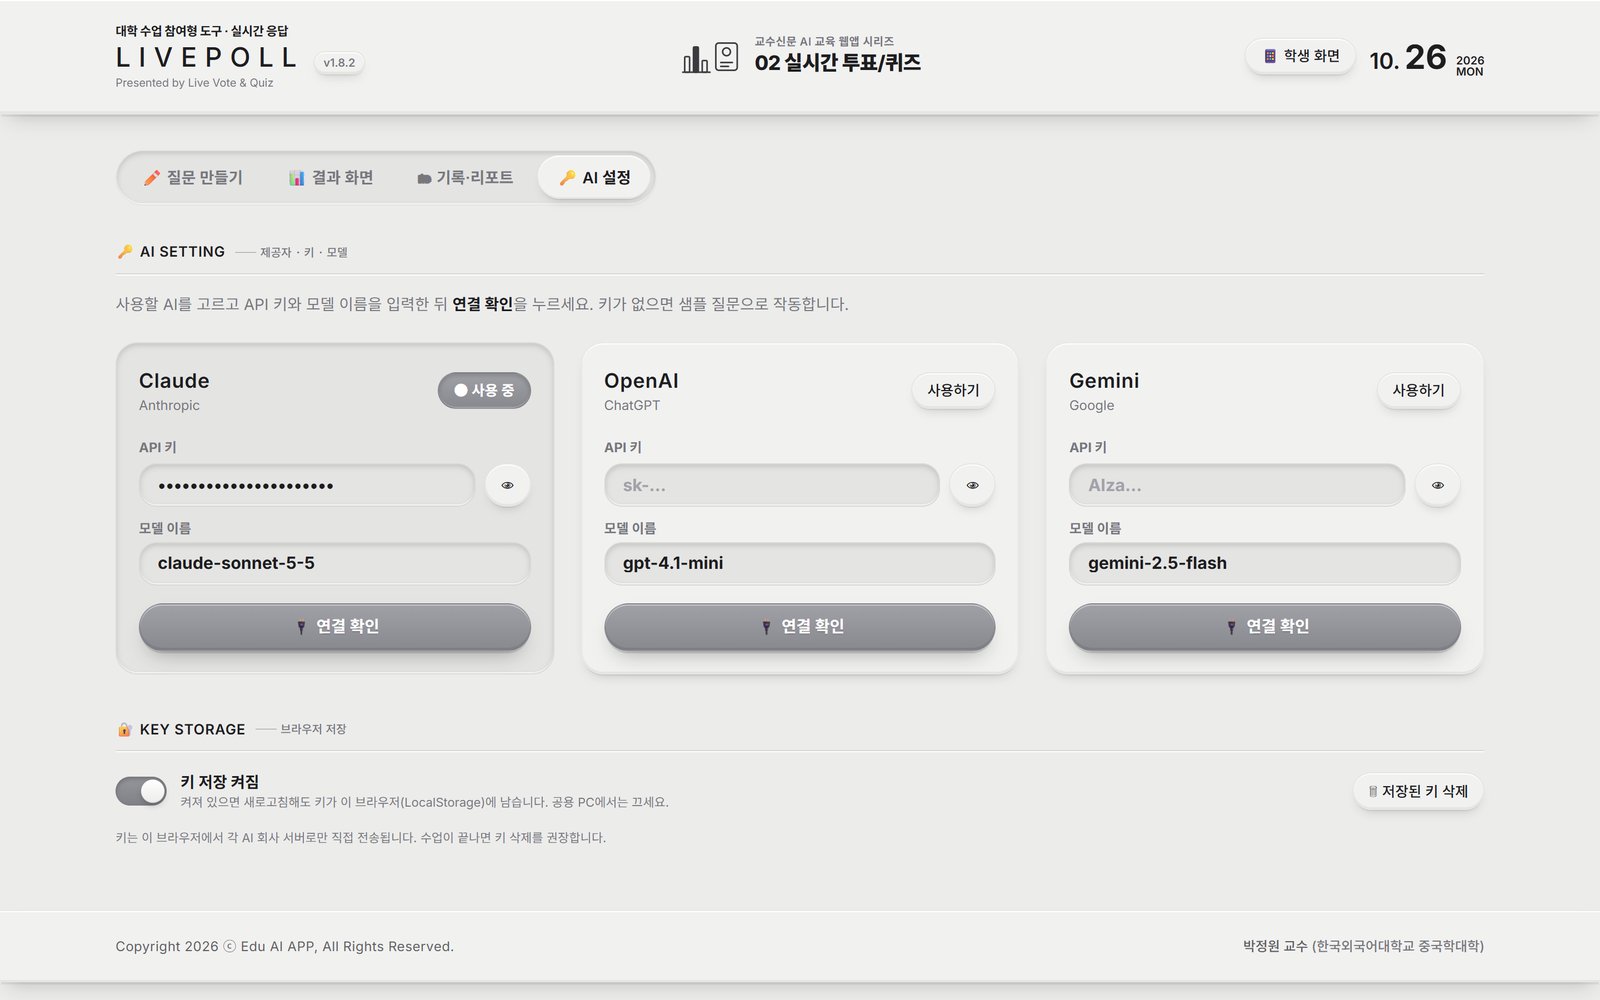 대학 수업 참여형 도구 · 실시간 응답
LIVEPOLL
v1.8.2
Presented by Live Vote & Quiz
교수신문 AI 교육 웹앱 시리즈
02 실시간 투표/퀴즈
학생 화면
10. 26
2026
MON
질문 만들기
결과 화면
기록·리포트
AI 설정
AI SETTING
제공자 · 키 · 모델
사용할 AI를 고르고 API 키와 모델 이름을 입력한 뒤 연결 확인을 누르세요. 키가 없으면 샘플 질문으로 작동합니다.
Claude
Anthropic
사용 중
API 키
••••••••••••••••••••••
모델 이름
claude-sonnet-5-5
연결 확인
OpenAI
ChatGPT
사용하기
API 키
sk-...
모델 이름
gpt-4.1-mini
연결 확인
Gemini
Google
사용하기
API 키
AIza...
모델 이름
gemini-2.5-flash
연결 확인
KEY STORAGE
브라우저 저장
키 저장 켜짐
켜져 있으면 새로고침해도 키가 이 브라우저(LocalStorage)에 남습니다. 공용 PC에서는 끄세요.
저장된 키 삭제
키는 이 브라우저에서 각 AI 회사 서버로만 직접 전송됩니다. 수업이 끝나면 키 삭제를 권장합니다.
Copyright 2026 ⓒ Edu AI APP, All Rights Reserved.
박정원 교수 (한국외국어대학교 중국학대학)